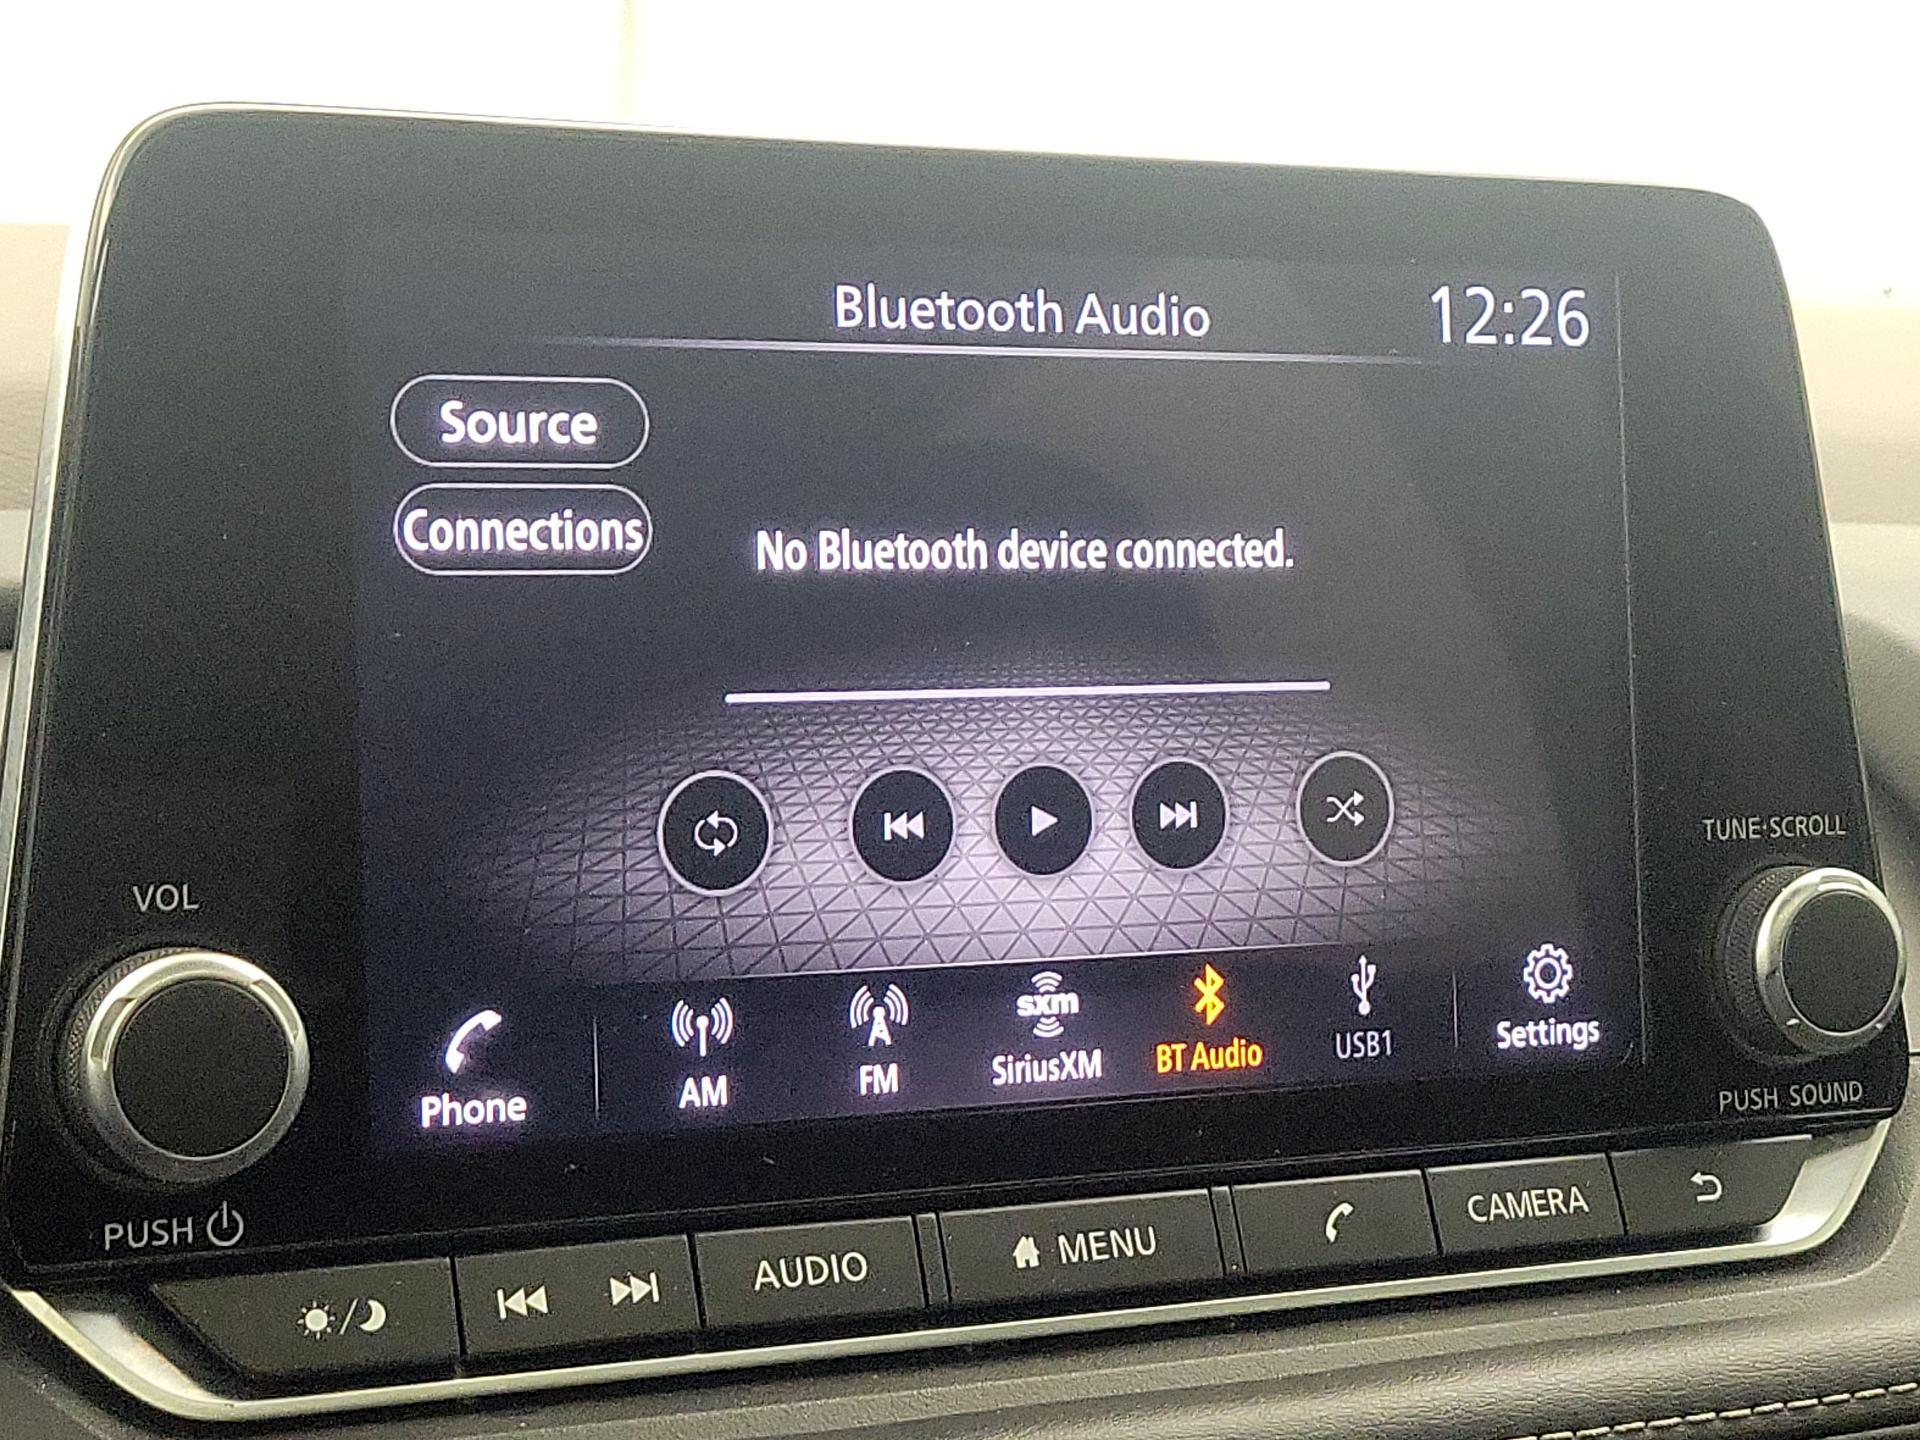 Bluetooth Audio
12:26
Source
Connections
No Bluetooth device connected.
TUNE·SCROLL
VOL
Phone
AM
FM
sxm
SiriusXM
BT Audio
USB1
Settings
PUSH SOUND
PUSH
AUDIO
MENU
CAMERA